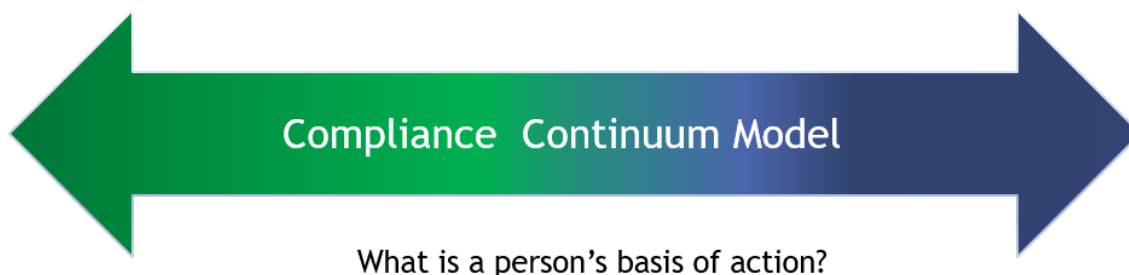 Compliance  Continuum Model
What is a person’s basis of action?